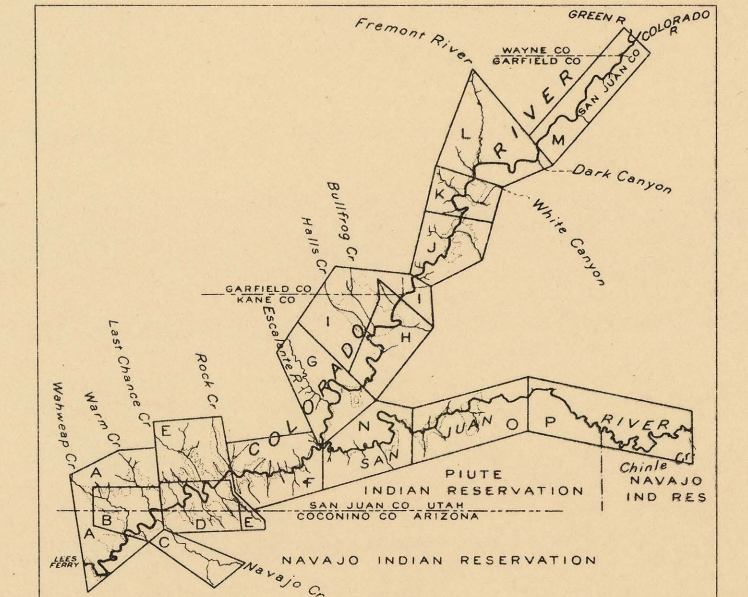 GREEN R
COLORADO
R
Fremont River
WAYNE CO
GARFIELD CO
SAN JUAN CO
RIVER
L
M
Dark Canyon
K
White Canyon
J
Bullfrog Cr
Halls Cr
GARFIELD CO
KANE CO
I
I
H
Escalante R
G
COLORADO
Last Chance Cr
Rock Cr
Warm Cr
Wahweap Cr
E
N
SAN
JUAN
O
P
RIVER
Chinle
Cr
A
F
PIUTE
INDIAN RESERVATION
NAVAJO
IND RES
B
D
E
SAN JUAN CO UTAH
COCONINO CO ARIZONA
A
C
LEES
FERRY
NAVAJO INDIAN RESERVATION
Navajo Cr